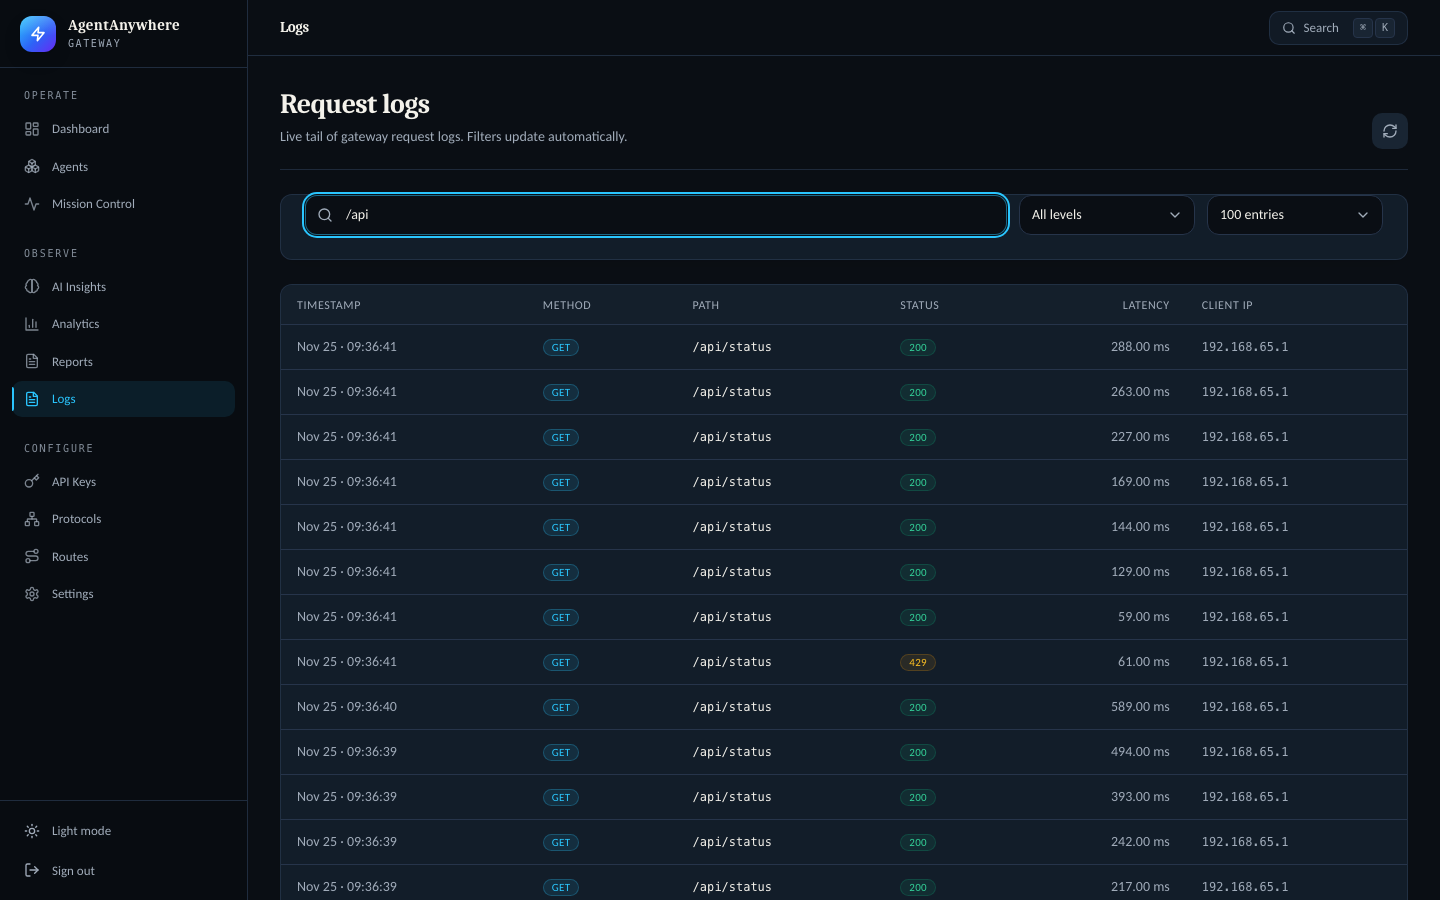 AgentAnywhere
GATEWAY
OPERATE
Dashboard
Agents
Mission Control
OBSERVE
AI Insights
Analytics
Reports
Logs
CONFIGURE
API Keys
Protocols
Routes
Settings
Light mode
Sign out
Logs
Search ⌘ K
Request logs
Live tail of gateway request logs. Filters update automatically.
/api All levels 100 entries
TIMESTAMP METHOD PATH STATUS LATENCY CLIENT IP
Nov 25 · 09:36:41 GET /api/status 200 288.00 ms 192.168.65.1
Nov 25 · 09:36:41 GET /api/status 200 263.00 ms 192.168.65.1
Nov 25 · 09:36:41 GET /api/status 200 227.00 ms 192.168.65.1
Nov 25 · 09:36:41 GET /api/status 200 169.00 ms 192.168.65.1
Nov 25 · 09:36:41 GET /api/status 200 144.00 ms 192.168.65.1
Nov 25 · 09:36:41 GET /api/status 200 129.00 ms 192.168.65.1
Nov 25 · 09:36:41 GET /api/status 200 59.00 ms 192.168.65.1
Nov 25 · 09:36:41 GET /api/status 429 61.00 ms 192.168.65.1
Nov 25 · 09:36:40 GET /api/status 200 589.00 ms 192.168.65.1
Nov 25 · 09:36:39 GET /api/status 200 494.00 ms 192.168.65.1
Nov 25 · 09:36:39 GET /api/status 200 393.00 ms 192.168.65.1
Nov 25 · 09:36:39 GET /api/status 200 242.00 ms 192.168.65.1
Nov 25 · 09:36:39 GET /api/status 200 217.00 ms 192.168.65.1